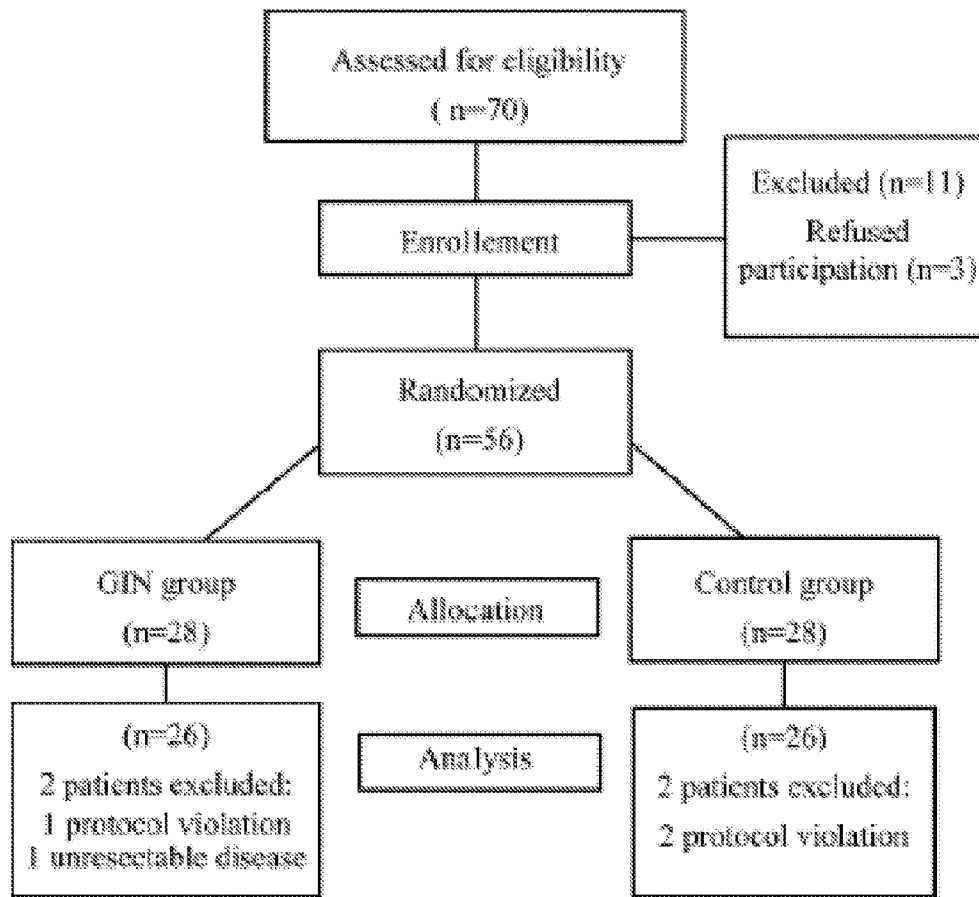 Assessed for eligibility
( n=70)
Enrollement
Excluded (n=11)
Refused
participation (n=3)
Randomized
(n=56)
GIN group
(n=28)
Allocation
Control group
(n=28)
(n=26)
2 patients excluded:
1 protocol violation
1 unresectable disease
Analysis
(n=26)
2 patients excluded:
2 protocol violation